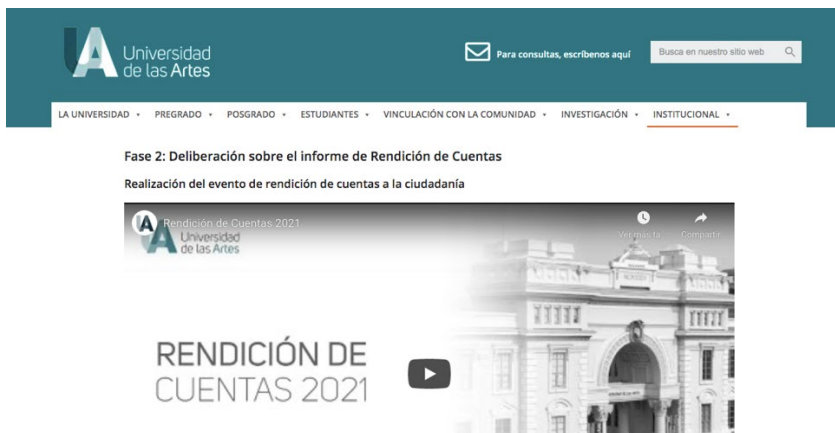 UA Universidad
de las Artes
Para consultas, escríbenos aquí
Busca en nuestro sitio web
LA UNIVERSIDAD PREGRADO POSGRADO ESTUDIANTES VINCULACIÓN CON LA COMUNIDAD INVESTIGACIÓN INSTITUCIONAL
Fase 2: Deliberación sobre el informe de Rendición de Cuentas
Realización del evento de rendición de cuentas a la ciudadanía
Rendición de Cuentas 2021
Ver más ta... Compartir
UA Universidad
de las Artes
RENDICIÓN DE
CUENTAS 2021